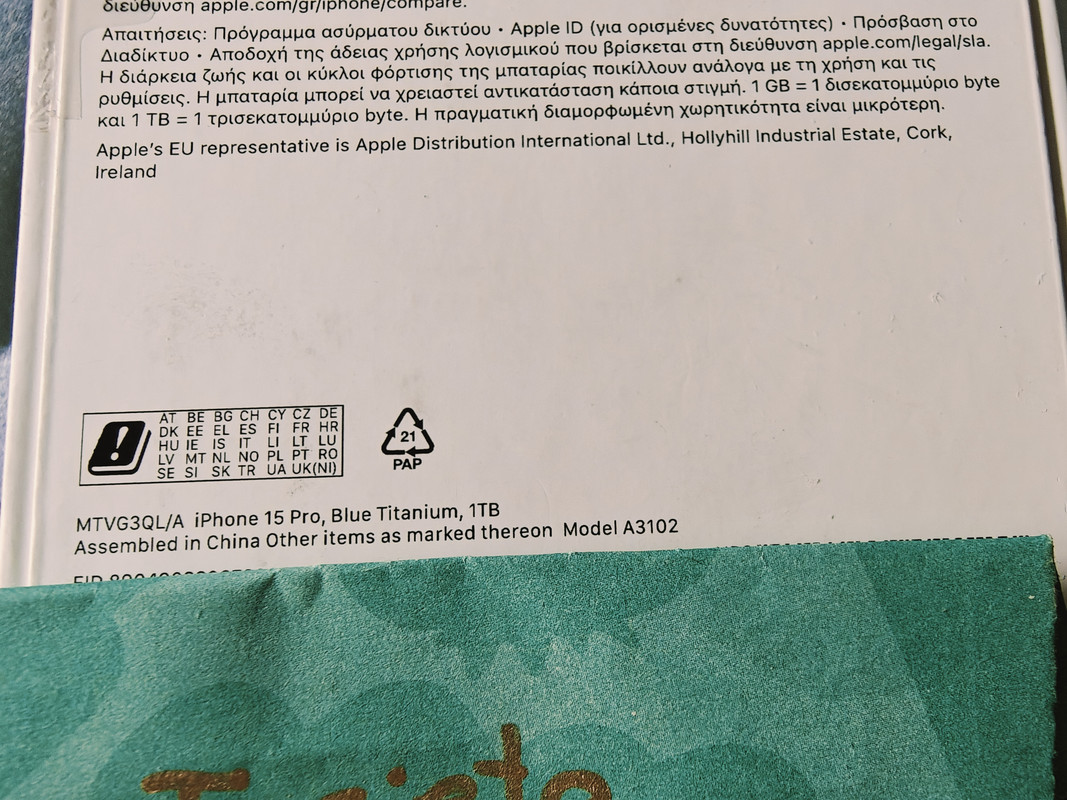 διεύθυνση apple.com/gr/iphone/compare.
Απαιτήσεις: Πρόγραμμα ασύρματου δικτύου • Apple ID (για ορισμένες δυνατότητες) • Πρόσβαση στο
Διαδίκτυο • Αποδοχή της άδειας χρήσης λογισμικού που βρίσκεται στη διεύθυνση apple.com/legal/sla.
Η διάρκεια ζωής και οι κύκλοι φόρτισης της μπαταρίας ποικίλλουν ανάλογα με τη χρήση και τις
ρυθμίσεις. Η μπαταρία μπορεί να χρειαστεί αντικατάσταση κάποια στιγμή. 1 GB = 1 δισεκατομμύριο byte
και 1 TB = 1 τρισεκατομμύριο byte. Η πραγματική διαμορφωμένη χωρητικότητα είναι μικρότερη.
Apple's EU representative is Apple Distribution International Ltd., Hollyhill Industrial Estate, Cork,
Ireland
AT BE BG CH CY CZ DE
DK EE EL ES FI FR HR
HU IE IS IT LI LT LU
LV MT NL NO PL PT RO
SE SI SK TR UA UK(NI)
21
PAP
MTVG3QL/A iPhone 15 Pro, Blue Titanium, 1TB
Assembled in China Other items as marked thereon Model A3102
EID